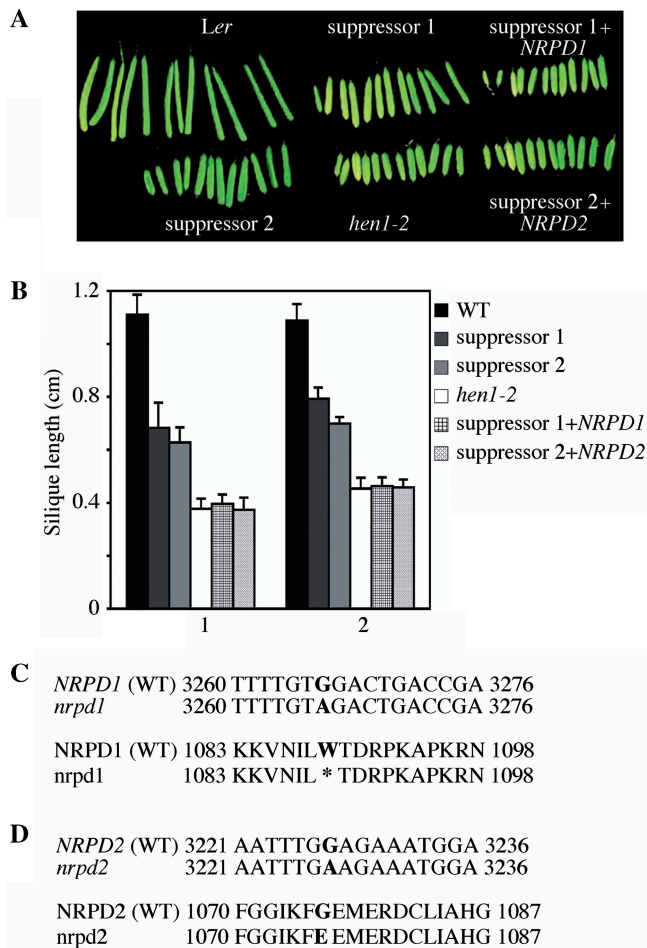 A
Ler
suppressor 1
suppressor 1+
NRPD1
suppressor 2
hen1-2
suppressor 2+
NRPD2
B
1.2
0.8
0.4
0
Silique length (cm)
1
2
WT
suppressor 1
suppressor 2
hen1-2
suppressor 1+NRPD1
suppressor 2+NRPD2
C
NRPD1 (WT) 3260 TTTTGTGGACTGACCGA 3276
nrpd1 3260 TTTTGTAGACTGACCGA 3276
NRPD1 (WT) 1083 KKVNILWTDRPKAPKRN 1098
nrpd1 1083 KKVNIL * TDRPKAPKRN 1098
D
NRPD2 (WT) 3221 AATTTGGAGAAATGGA 3236
nrpd2 3221 AATTTGAAGAAATGGA 3236
NRPD2 (WT) 1070 FGGIKFGEMERDCLIAHG 1087
nrpd2 1070 FGGIKFEEMERDCLIAHG 1087